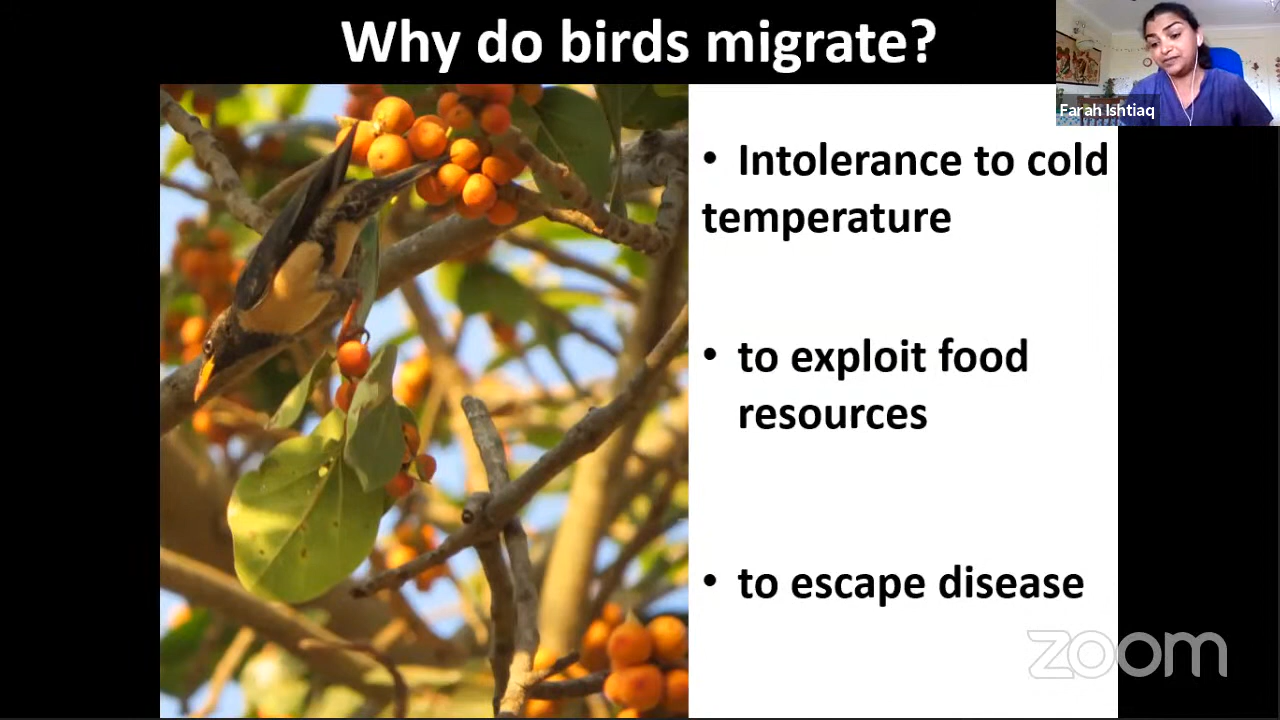 Why do birds migrate?
Farah Ishtiaq
• Intolerance to cold
temperature
• to exploit food
resources
• to escape disease
zoom